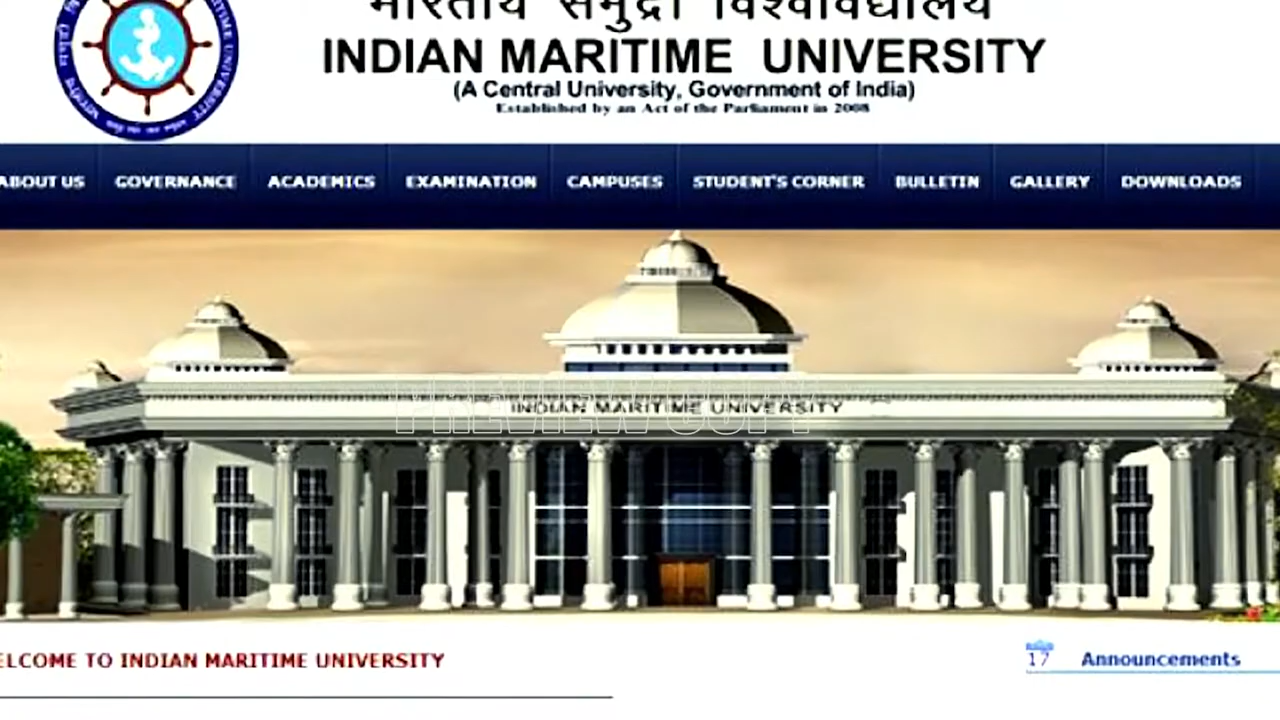 भारतीय समुद्री विश्वविद्यालय
INDIAN MARITIME UNIVERSITY
(A Central University, Government of India)
Established by an Act of the Parliament in 2008
ABOUT US GOVERNANCE ACADEMICS EXAMINATION CAMPUSES STUDENT'S CORNER BULLETIN GALLERY DOWNLOADS
PREVIEW COPY
INDIAN MARITIME UNIVERSITY
ELCOME TO INDIAN MARITIME UNIVERSITY
17 Announcements